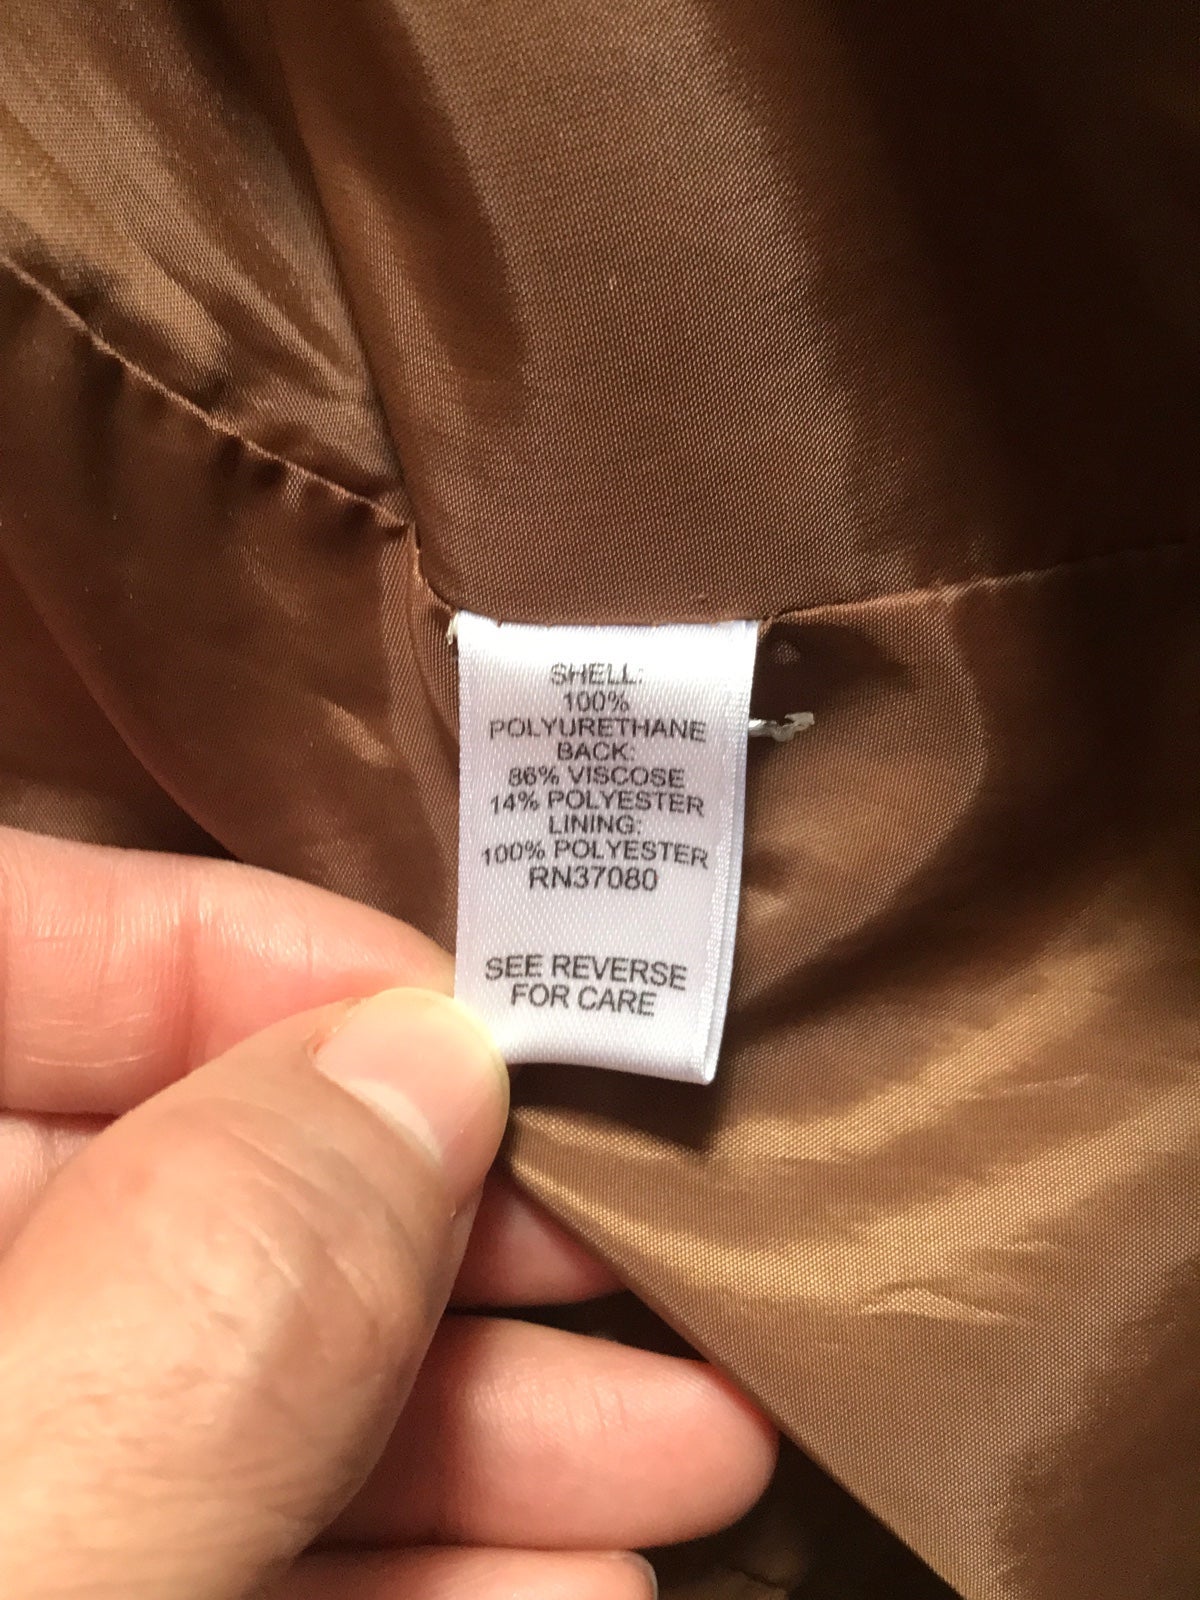 SHELL:
100%
POLYURETHANE
BACK:
86% VISCOSE
14% POLYESTER
LINING:
100% POLYESTER
RN37080
SEE REVERSE
FOR CARE